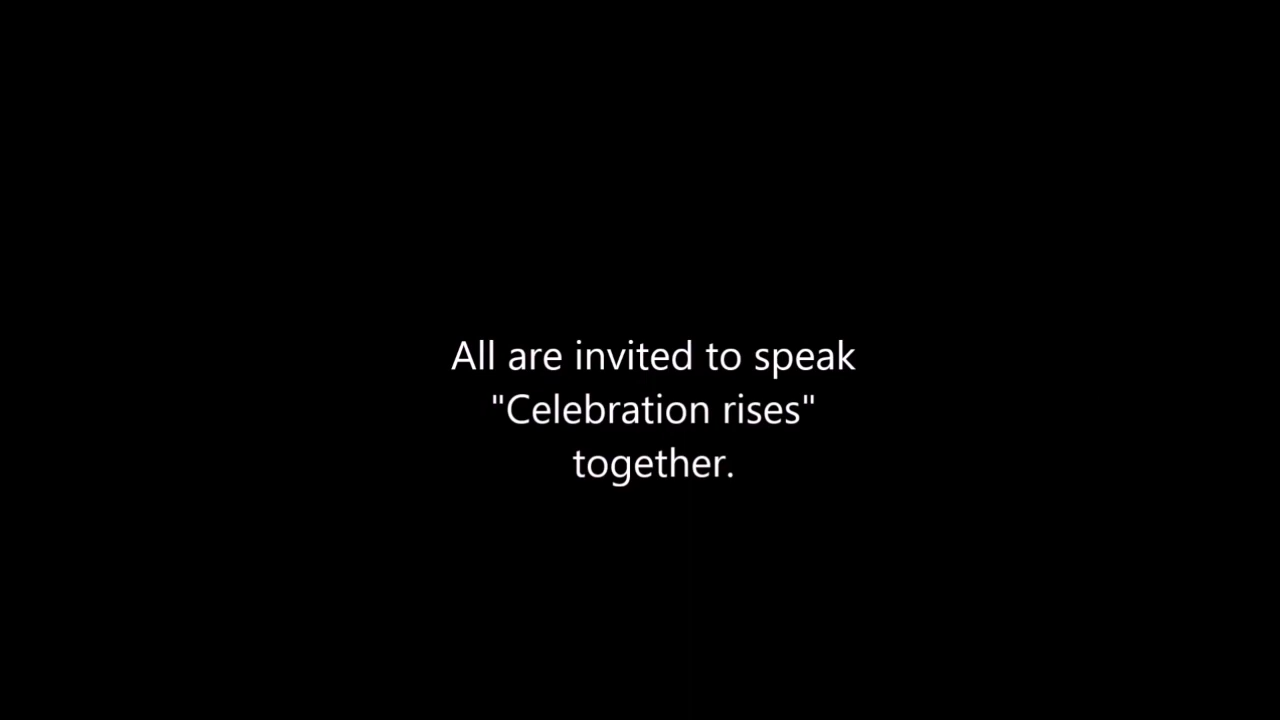 All are invited to speak
"Celebration rises"
together.